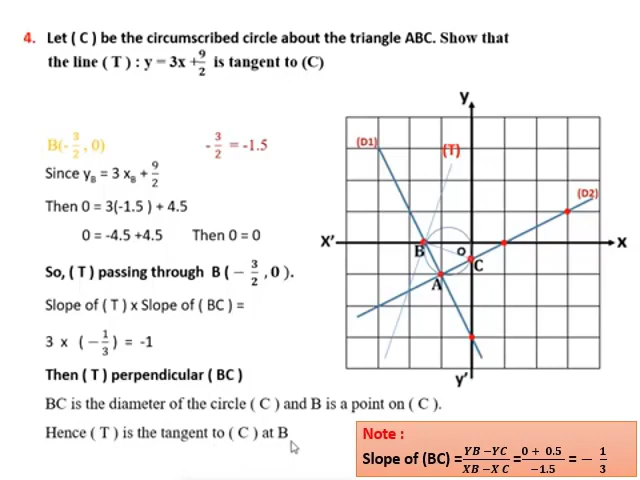 4. Let ( C ) be the circumscribed circle about the triangle ABC. Show that
the line ( T ) : y = 3x + 9/2 is tangent to (C)
B(- 3/2 , 0)
- 3/2 = -1.5
Since yB = 3 xB + 9/2
Then 0 = 3(-1.5 ) + 4.5
0 = -4.5 +4.5 Then 0 = 0
So, ( T ) passing through B ( − 3/2 , 0 ).
Slope of ( T ) x Slope of ( BC ) =
3 x (− 1/3 ) = -1
Then ( T ) perpendicular ( BC )
BC is the diameter of the circle ( C ) and B is a point on ( C ).
Hence ( T ) is the tangent to ( C ) at B
y
(D1)
(T)
(D2)
X′
B
O
x
C
A
y′
Note :
Slope of (BC) = YB −YC / XB −X C = 0 + 0.5 / −1.5 = − 1/3